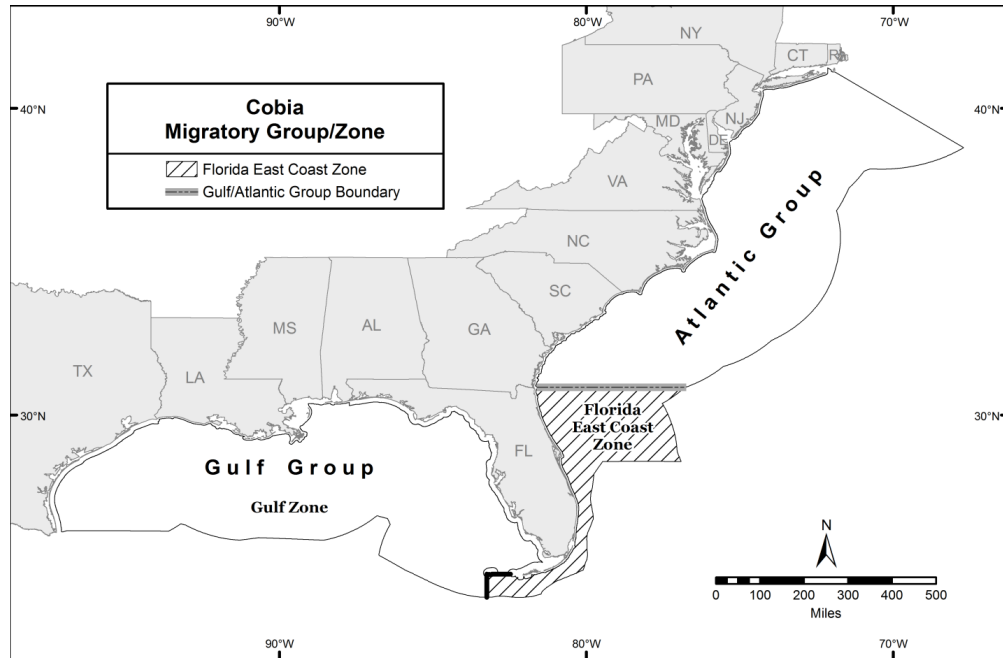 90°W
80°W
70°W
Cobia
Migratory Group/Zone
Florida East Coast Zone
Gulf/Atlantic Group Boundary
40°N
40°N
NY
CT
RI
PA
NJ
MD
DE
VA
NC
SC
TX
LA
MS
AL
GA
FL
Atlantic Group
30°N
30°N
Florida
East Coast
Zone
Gulf Group
Gulf Zone
N
0 100 200 300 400 500
Miles
90°W
80°W
70°W